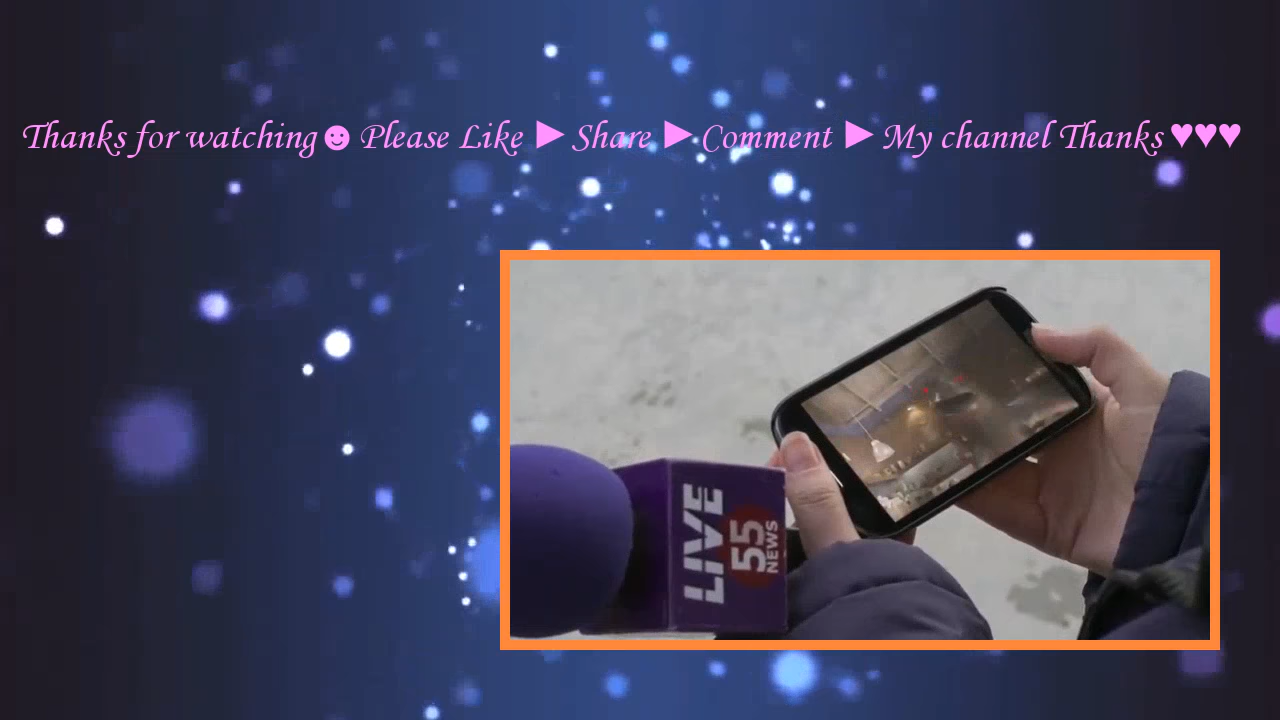 Thanks for watching☻Please Like ►Share ►Comment ►My channel Thanks♥♥♥
LIVE
55
NEWS